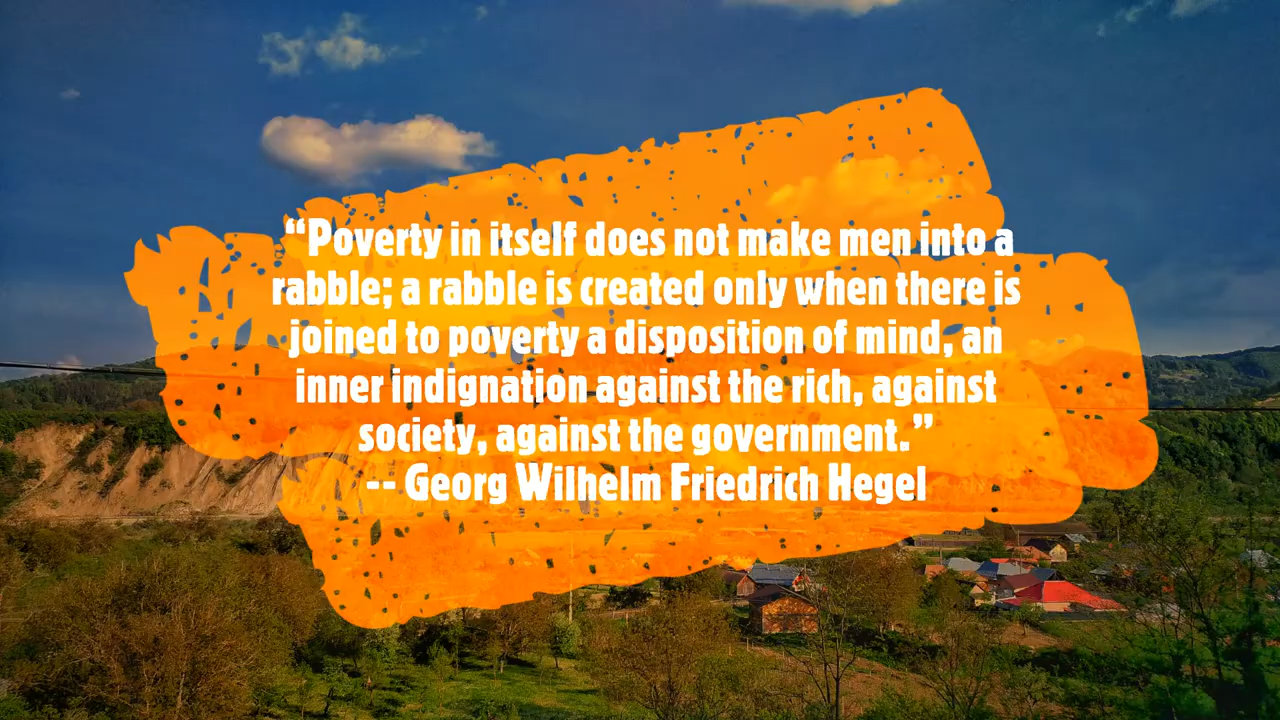 “Poverty in itself does not make men into a
rabble; a rabble is created only when there is
joined to poverty a disposition of mind, an
inner indignation against the rich, against
society, against the government.”
-- Georg Wilhelm Friedrich Hegel